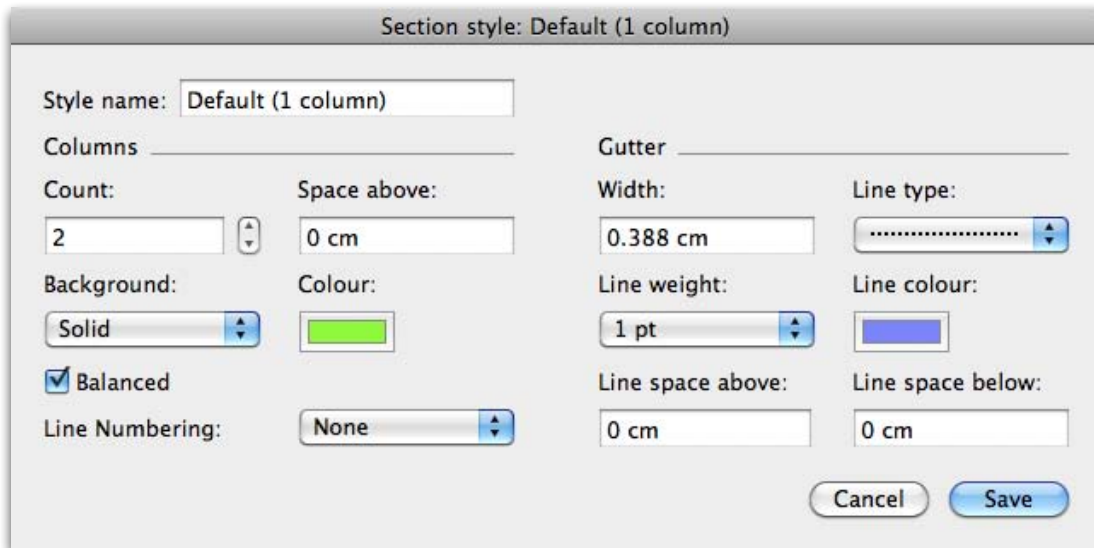 Section style: Default (1 column)
Style name: Default (1 column)
Columns
Gutter
Count:
Space above:
Width:
Line type:
2
0 cm
0.388 cm
Background:
Colour:
Line weight:
Line colour:
Solid
1 pt
Balanced
Line space above:
Line space below:
Line Numbering:
None
0 cm
0 cm
Cancel
Save